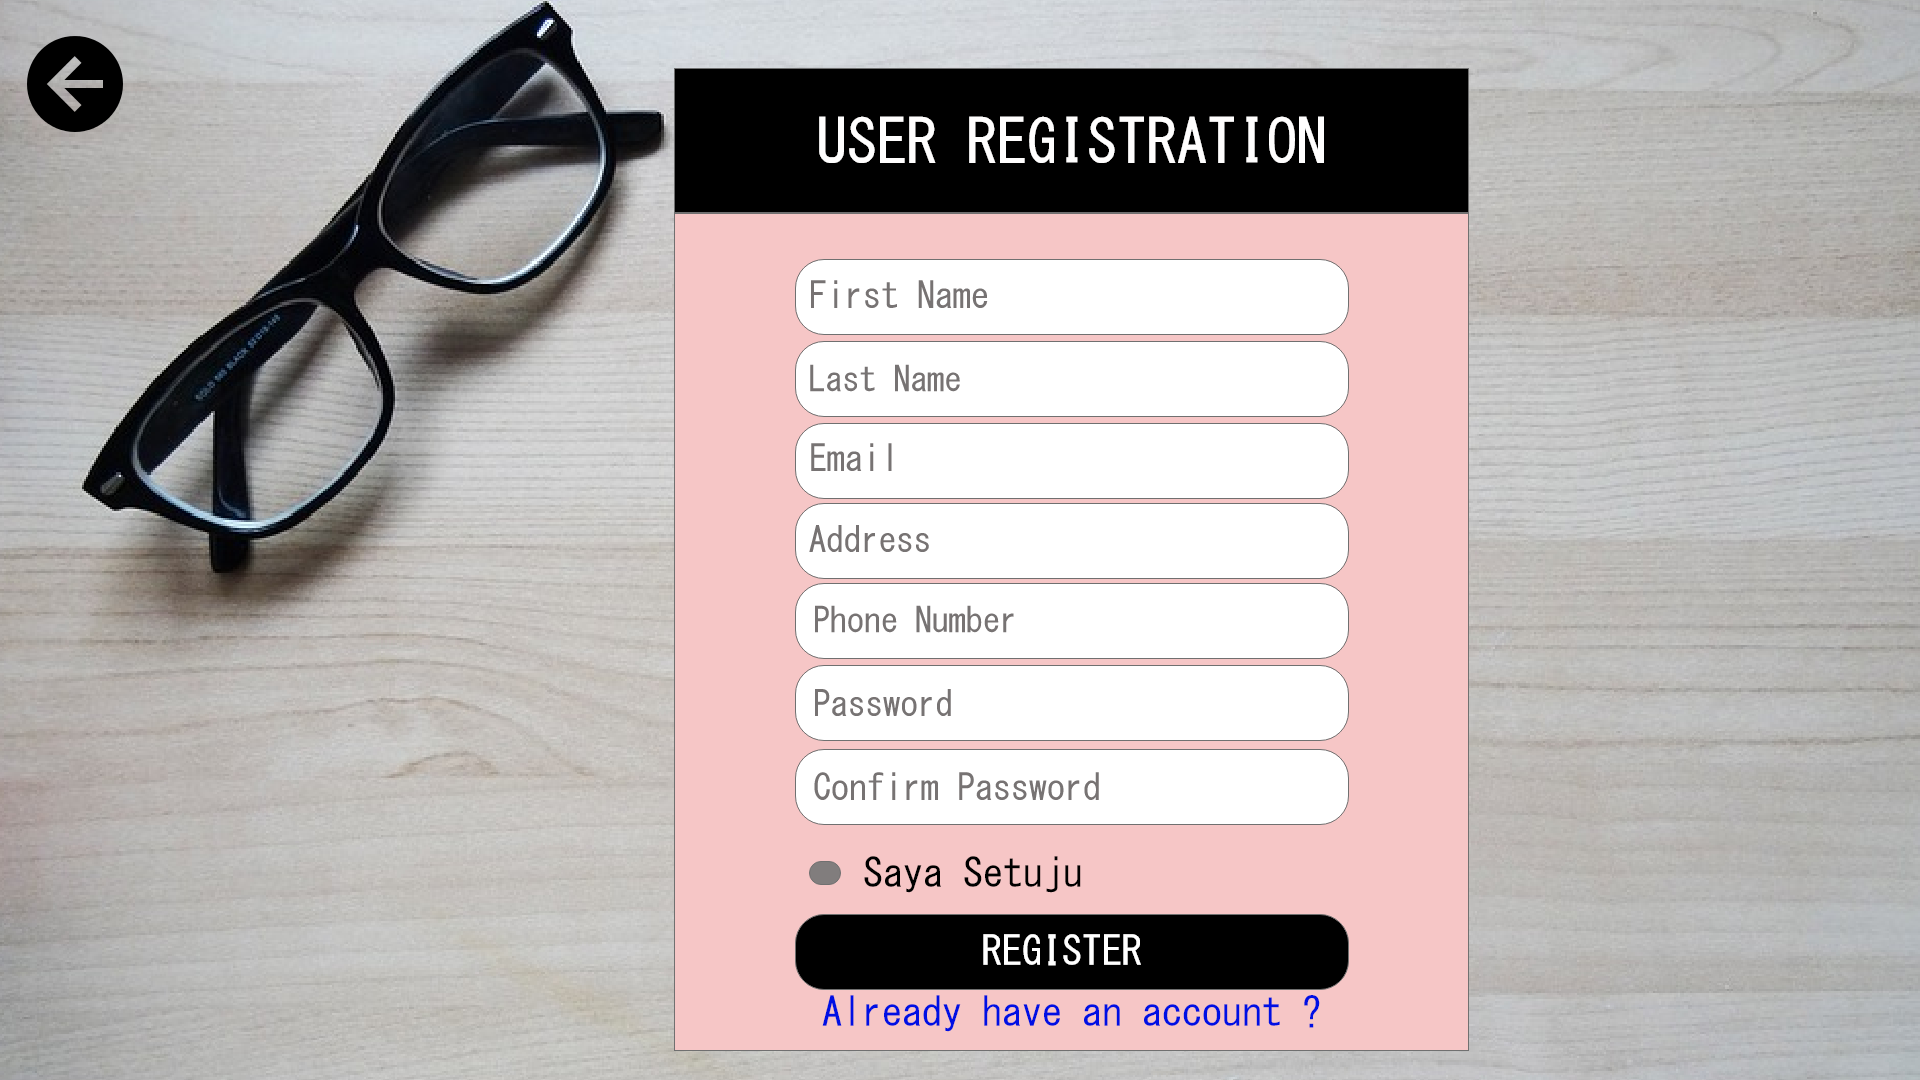 USER REGISTRATION
First Name
Last Name
Email
Address
Phone Number
Password
Confirm Password
Saya Setuju
REGISTER
Already have an account ?